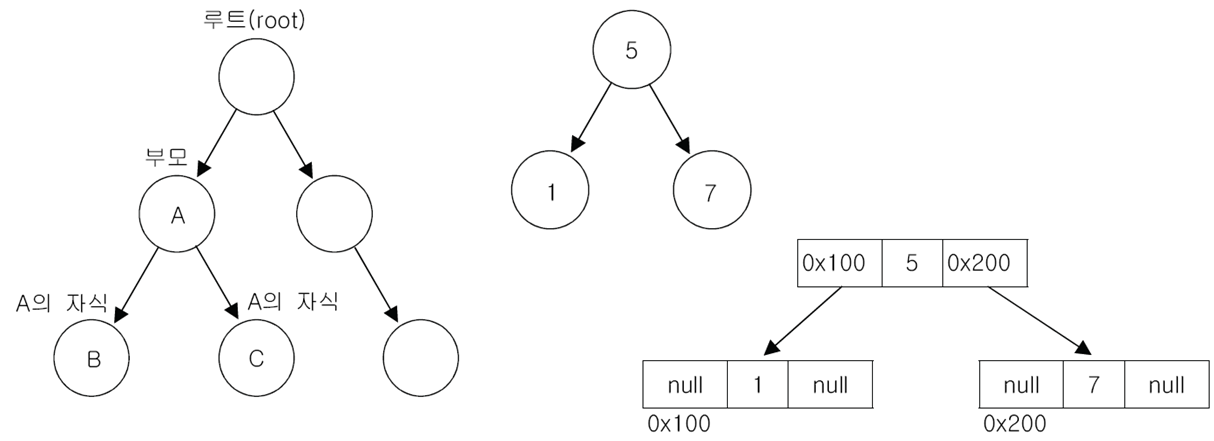 루트(root)
부모
A
A의 자식
A의 자식
B
C
5
1
7
0x100 5 0x200
null 1 null
0x100
null 7 null
0x200